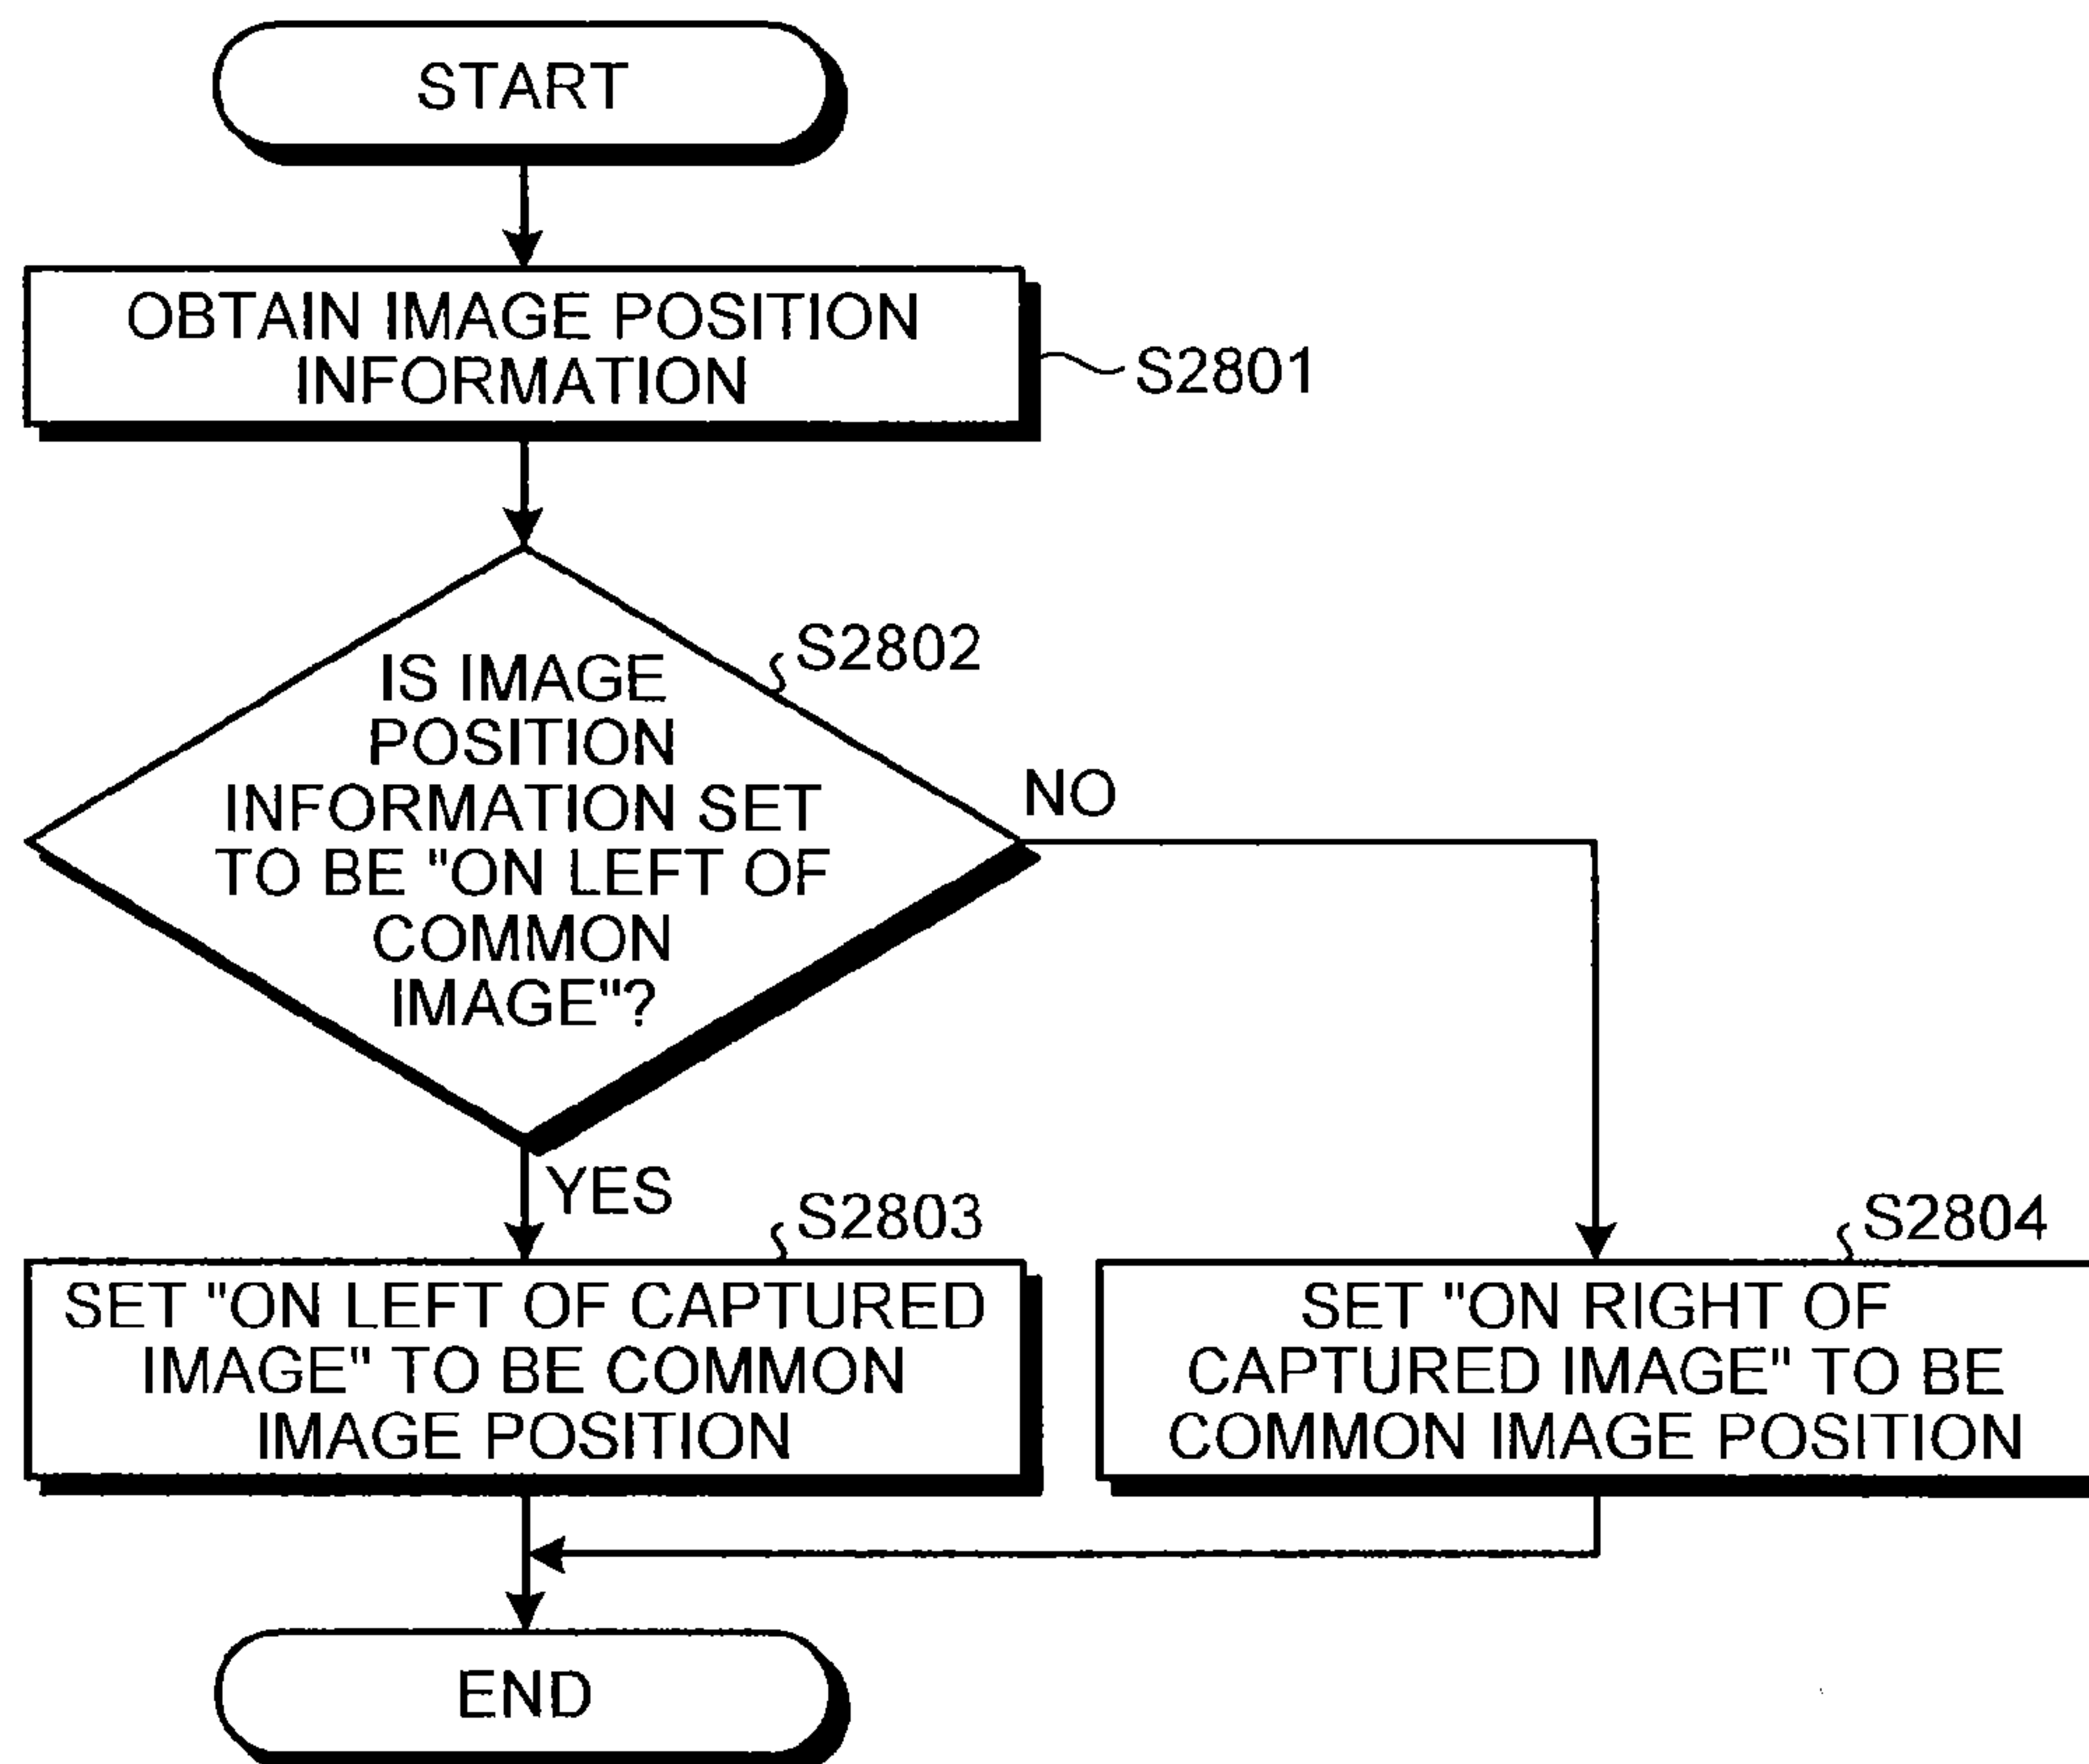 START
OBTAIN IMAGE POSITION
INFORMATION
S2801
S2802
IS IMAGE
POSITION
INFORMATION SET
TO BE "ON LEFT OF
COMMON
IMAGE"?
NO
YES
S2803
SET "ON LEFT OF CAPTURED
IMAGE" TO BE COMMON
IMAGE POSITION
S2804
SET "ON RIGHT OF
CAPTURED IMAGE" TO BE
COMMON IMAGE POSITION
END